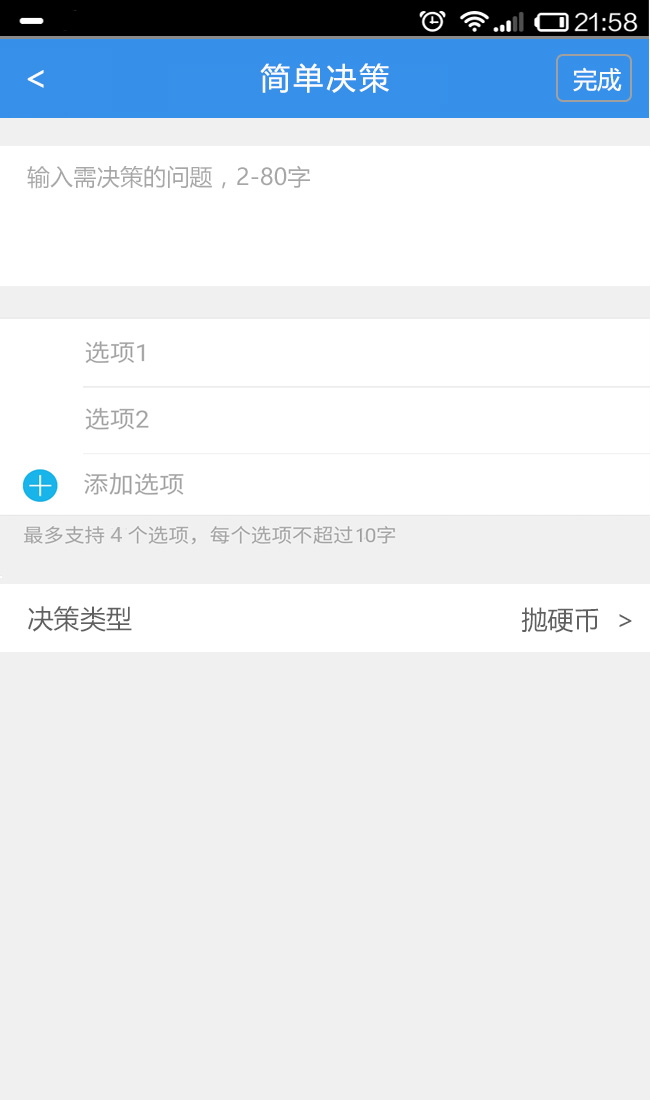 21:58
< 简单决策 完成
输入需决策的问题，2-80字
选项1
选项2
添加选项
最多支持 4 个选项，每个选项不超过10字
决策类型 抛硬币 >